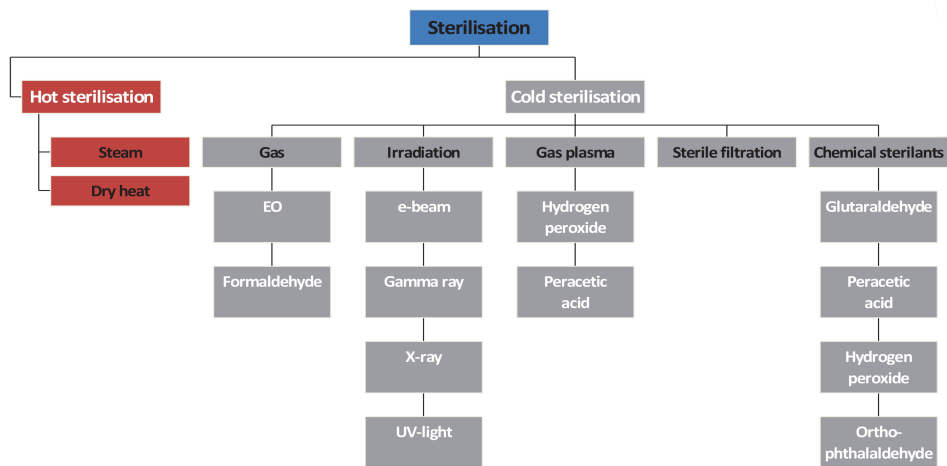 Sterilisation
Hot sterilisation
Cold sterilisation
Steam
Dry heat
Gas
Irradiation
Gas plasma
Sterile filtration
Chemical sterilants
EO
Formaldehyde
e-beam
Gamma ray
X-ray
UV-light
Hydrogen
peroxide
Peracetic
acid
Glutaraldehyde
Peracetic
acid
Hydrogen
peroxide
Ortho-
phthalaldehyde